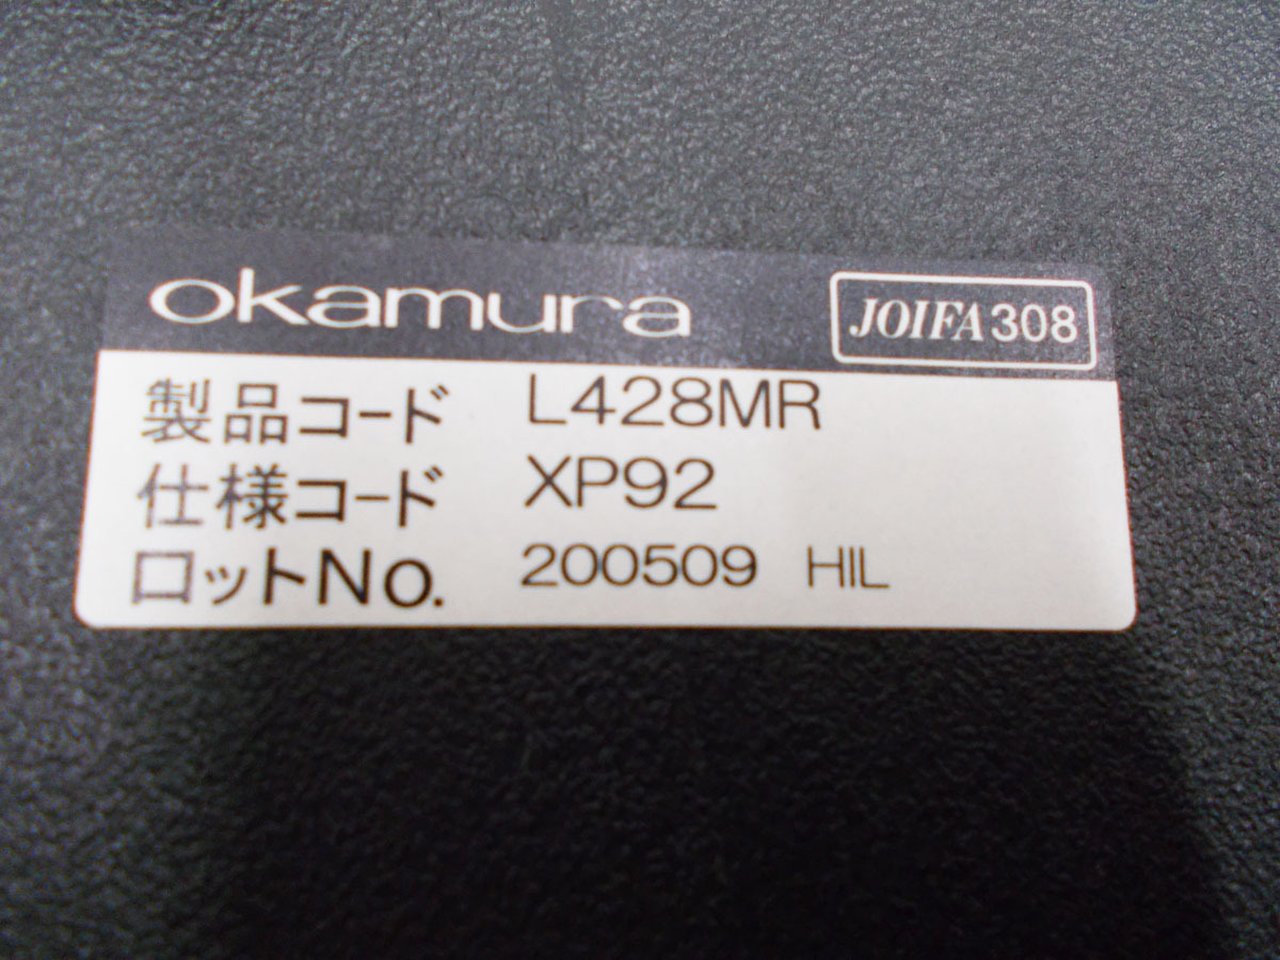 okamura JOIFA308
製品コード L428MR
仕様コード XP92
ロットNo. 200509 HIL